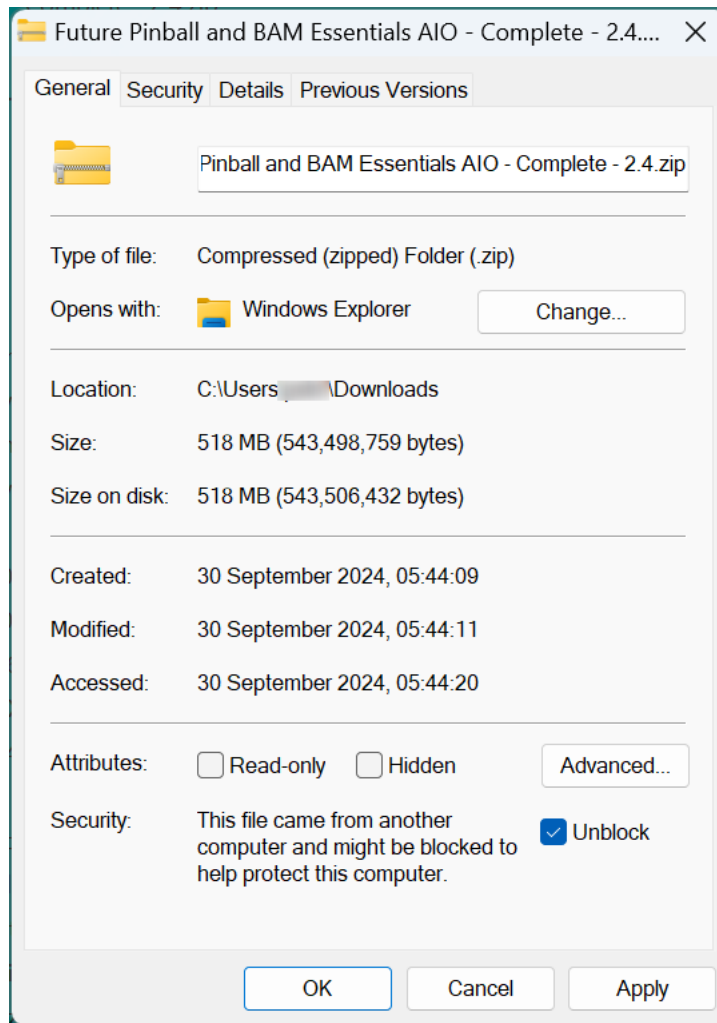 Future Pinball and BAM Essentials AIO - Complete - 2.4....
General Security Details Previous Versions
Pinball and BAM Essentials AIO - Complete - 2.4.zip
Type of file: Compressed (zipped) Folder (.zip)
Opens with: Windows Explorer Change...
Location: C:\Users \Downloads
Size: 518 MB (543,498,759 bytes)
Size on disk: 518 MB (543,506,432 bytes)
Created: 30 September 2024, 05:44:09
Modified: 30 September 2024, 05:44:11
Accessed: 30 September 2024, 05:44:20
Attributes: Read-only Hidden Advanced...
Security: This file came from another
computer and might be blocked to
help protect this computer.
Unblock
OK Cancel Apply